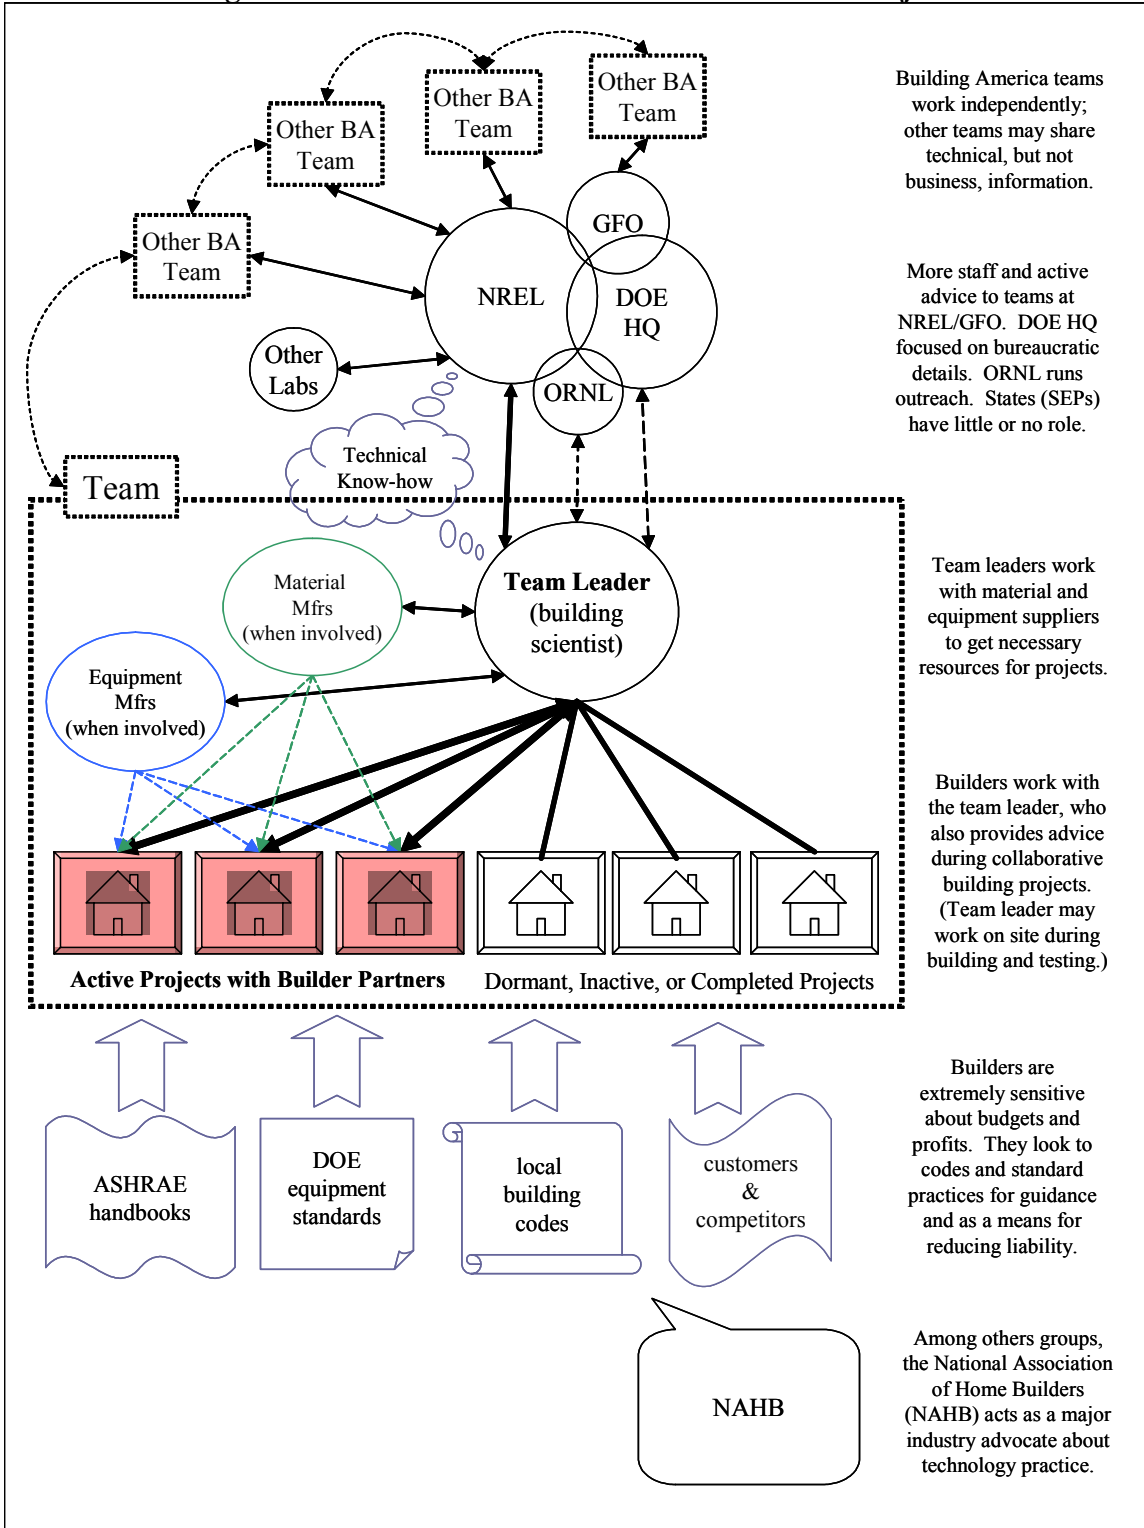 Other BA
Team
Other BA
Team
Other BA
Team
Other BA
Team
Building America teams
work independently;
other teams may share
technical, but not
business, information.
GFO
NREL
DOE
HQ
ORNL
Other
Labs
More staff and active
advice to teams at
NREL/GFO.  DOE HQ
focused on bureaucratic
details.  ORNL runs
outreach.  States (SEPs)
have little or no role.
Technical
Know-how
Team
Team Leader
(building
scientist)
Material
Mfrs
(when involved)
Equipment
Mfrs
(when involved)
Team leaders work
with material and
equipment suppliers
to get necessary
resources for projects.
Builders work with
the team leader, who
also provides advice
during collaborative
building projects.
(Team leader may
work on site during
building and testing.)
Active Projects with Builder Partners
Dormant, Inactive, or Completed Projects
ASHRAE
handbooks
DOE
equipment
standards
local
building
codes
customers
&
competitors
Builders are
extremely sensitive
about budgets and
profits.  They look to
codes and standard
practices for guidance
and as a means for
reducing liability.
NAHB
Among others groups,
the National Association
of Home Builders
(NAHB) acts as a major
industry advocate about
technology practice.